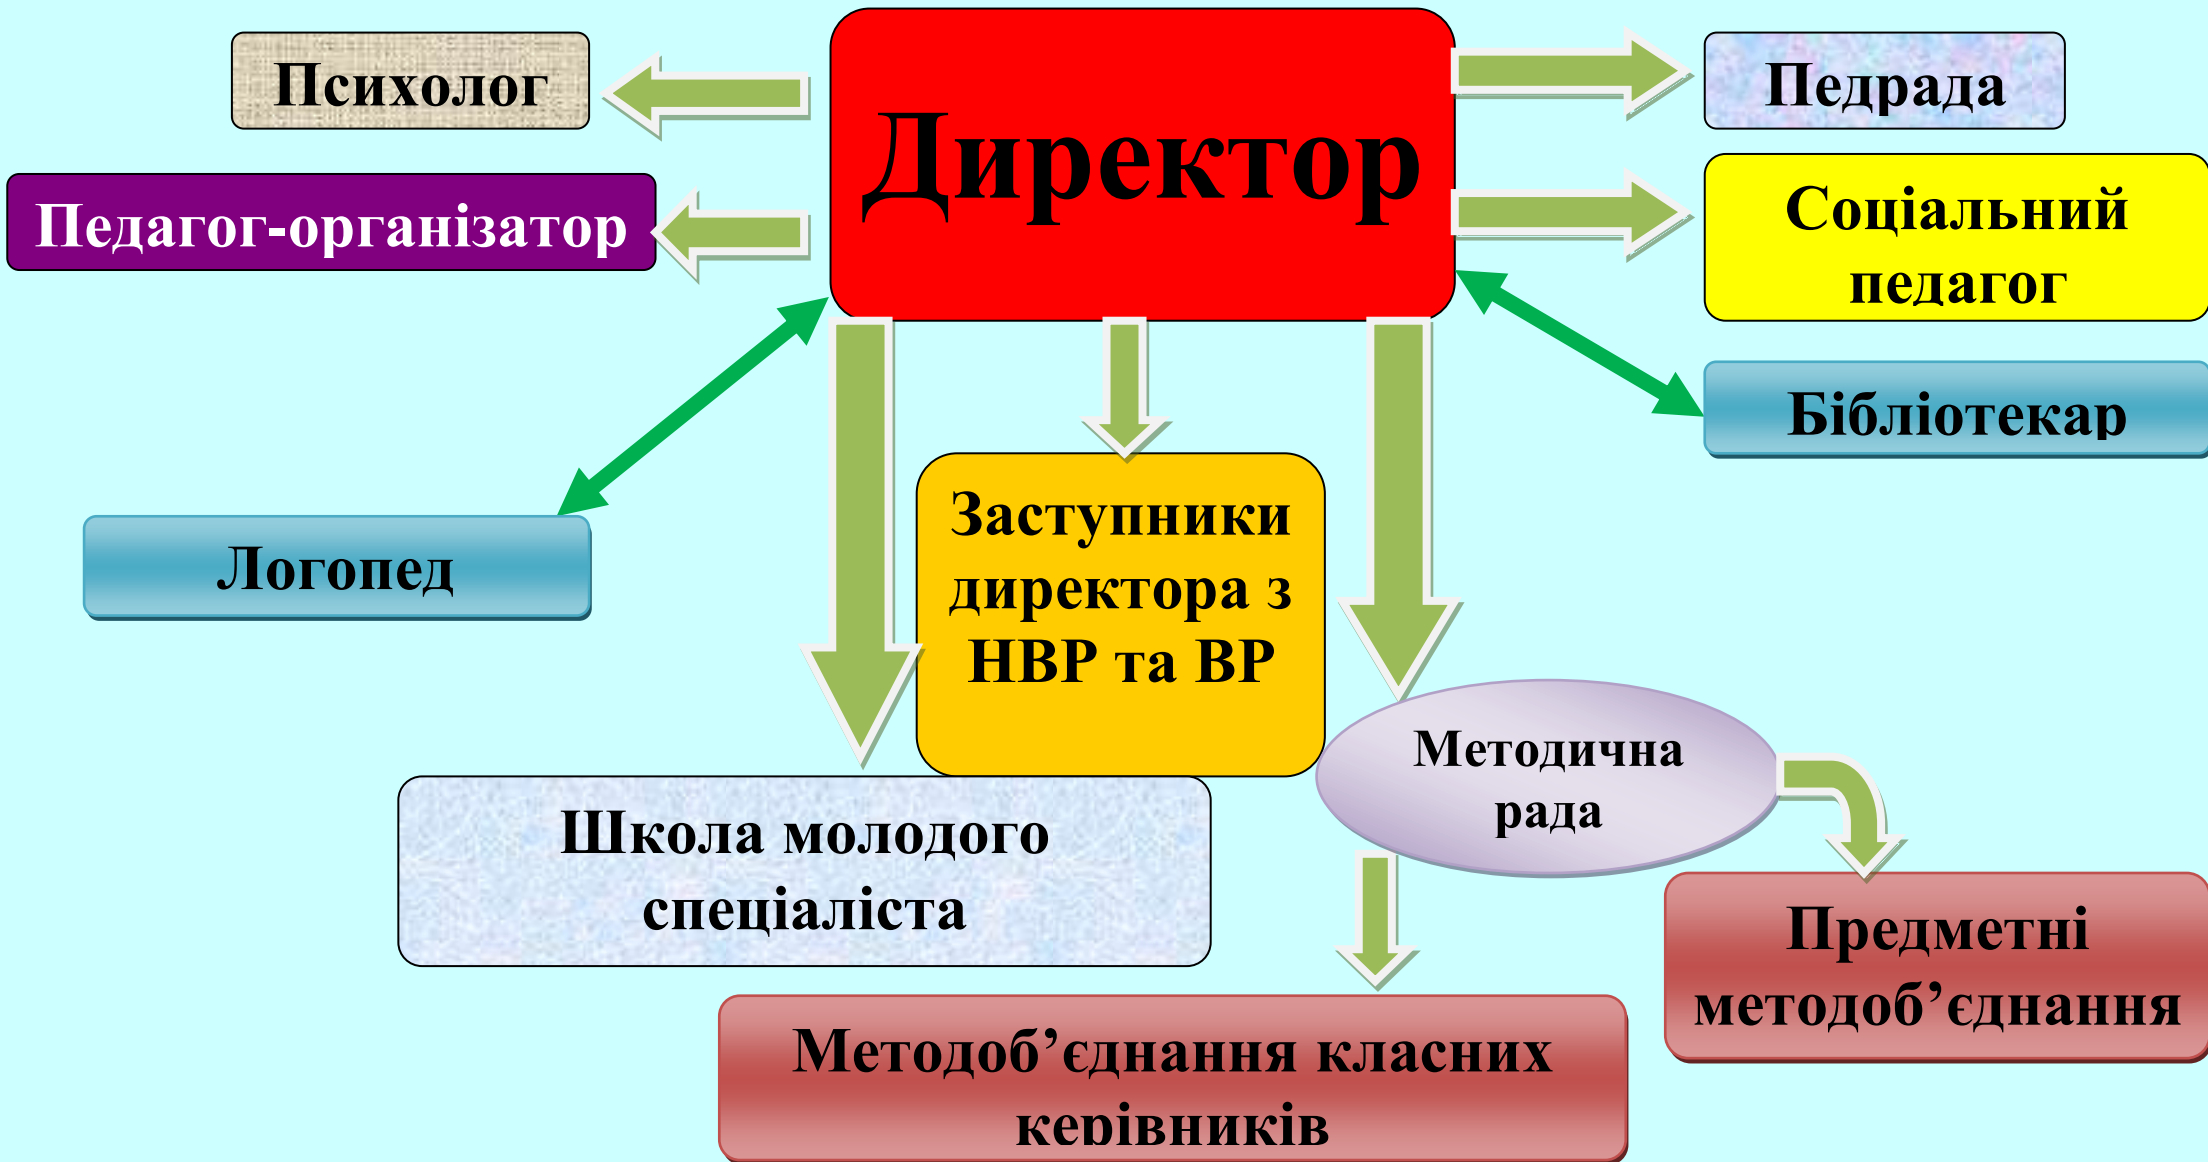 Психолог
Директор
Педрада
Педагог-організатор
Соціальний
педагог
Бібліотекар
Логопед
Заступники
директора з
НВР та ВР
Методична
рада
Школа молодого
спеціаліста
Предметні
методоб’єднання
Методоб’єднання класних
керівників